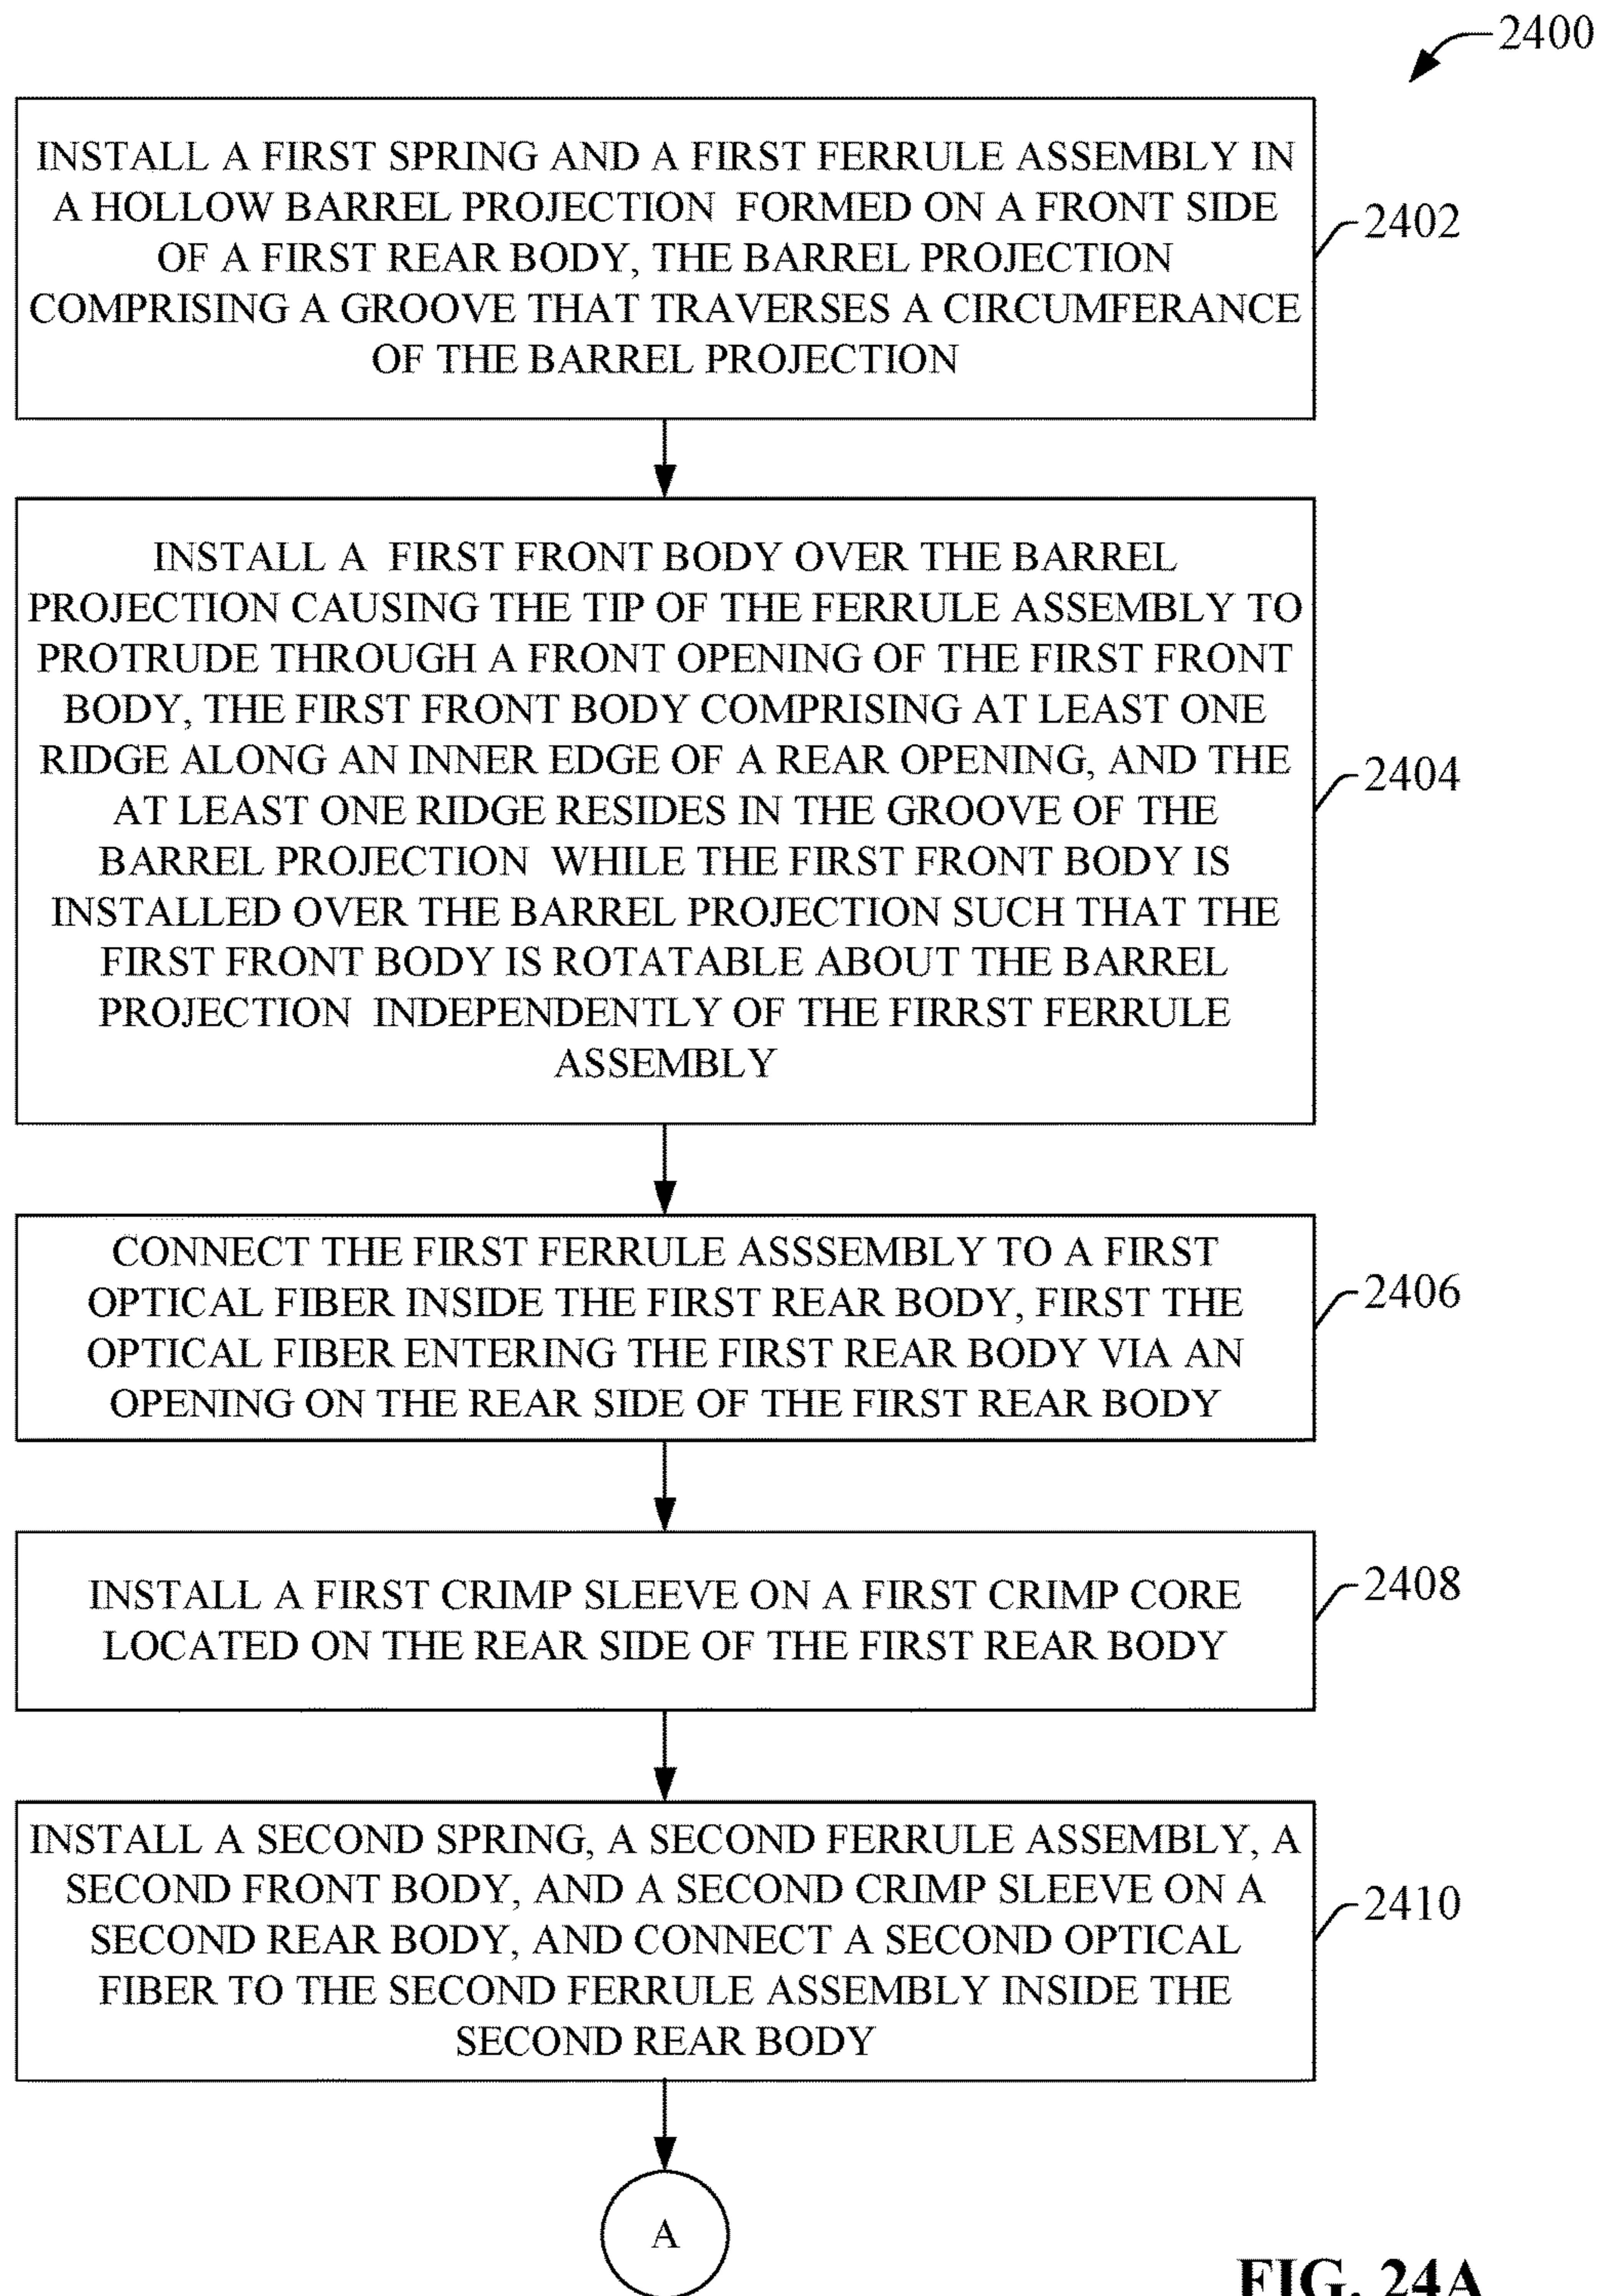 2400
INSTALL A FIRST SPRING AND A FIRST FERRULE ASSEMBLY IN
A HOLLOW BARREL PROJECTION FORMED ON A FRONT SIDE
OF A FIRST REAR BODY, THE BARREL PROJECTION
COMPRISING A GROOVE THAT TRAVERSES A CIRCUMFERANCE
OF THE BARREL PROJECTION
2402
INSTALL A FIRST FRONT BODY OVER THE BARREL
PROJECTION CAUSING THE TIP OF THE FERRULE ASSEMBLY TO
PROTRUDE THROUGH A FRONT OPENING OF THE FIRST FRONT
BODY, THE FIRST FRONT BODY COMPRISING AT LEAST ONE
RIDGE ALONG AN INNER EDGE OF A REAR OPENING, AND THE
AT LEAST ONE RIDGE RESIDES IN THE GROOVE OF THE
BARREL PROJECTION WHILE THE FIRST FRONT BODY IS
INSTALLED OVER THE BARREL PROJECTION SUCH THAT THE
FIRST FRONT BODY IS ROTATABLE ABOUT THE BARREL
PROJECTION INDEPENDENTLY OF THE FIRRST FERRULE
ASSEMBLY
2404
CONNECT THE FIRST FERRULE ASSSEMBLY TO A FIRST
OPTICAL FIBER INSIDE THE FIRST REAR BODY, FIRST THE
OPTICAL FIBER ENTERING THE FIRST REAR BODY VIA AN
OPENING ON THE REAR SIDE OF THE FIRST REAR BODY
2406
INSTALL A FIRST CRIMP SLEEVE ON A FIRST CRIMP CORE
LOCATED ON THE REAR SIDE OF THE FIRST REAR BODY
2408
INSTALL A SECOND SPRING, A SECOND FERRULE ASSEMBLY, A
SECOND FRONT BODY, AND A SECOND CRIMP SLEEVE ON A
SECOND REAR BODY, AND CONNECT A SECOND OPTICAL
FIBER TO THE SECOND FERRULE ASSEMBLY INSIDE THE
SECOND REAR BODY
2410
A
FIG. 24A